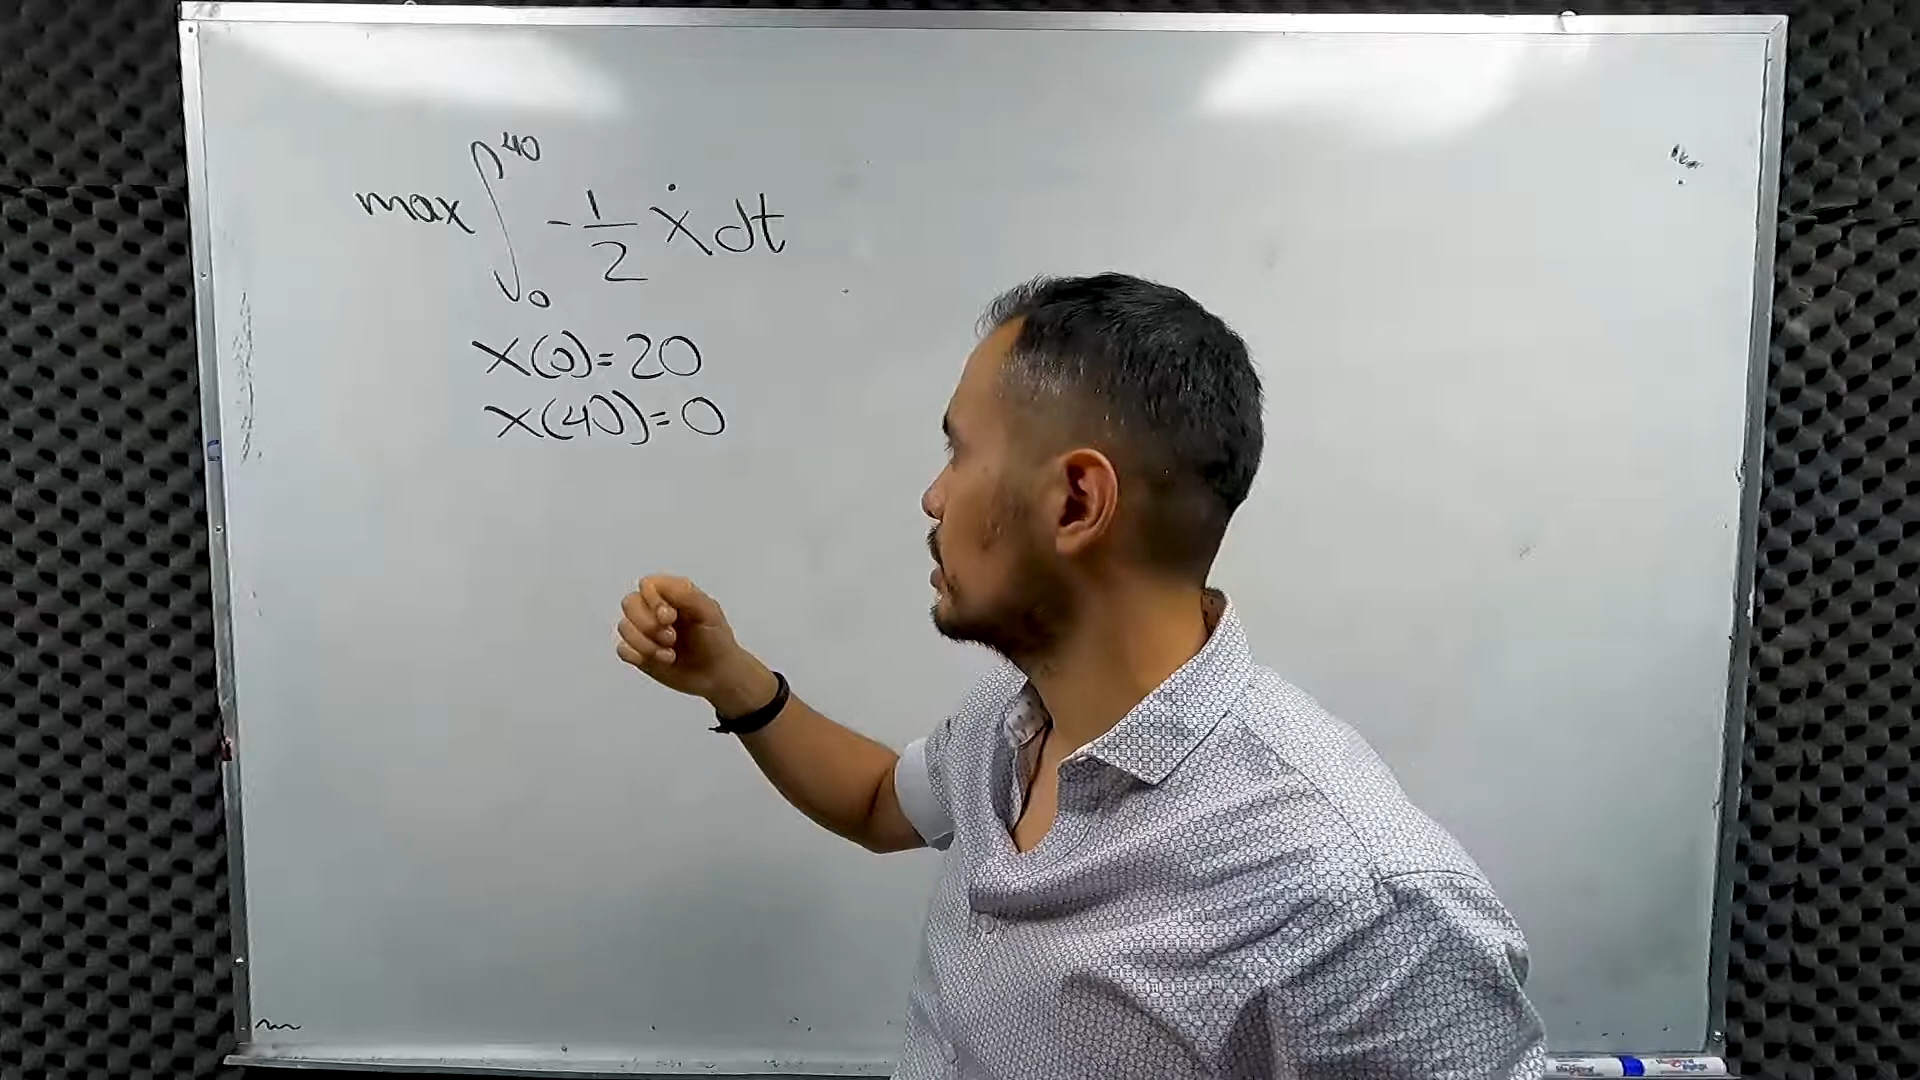 max ∫₀⁴⁰ -1/2 ẋ dt
x(0)=20
x(40)=0